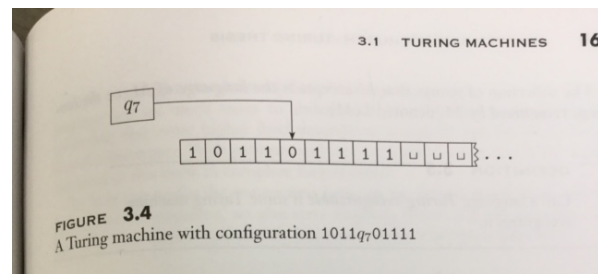 3.1 TURING MACHINES 16
q7
1 0 1 1 0 1 1 1 1 ␣ ␣ ␣ ...
FIGURE 3.4
A Turing machine with configuration 1011q701111